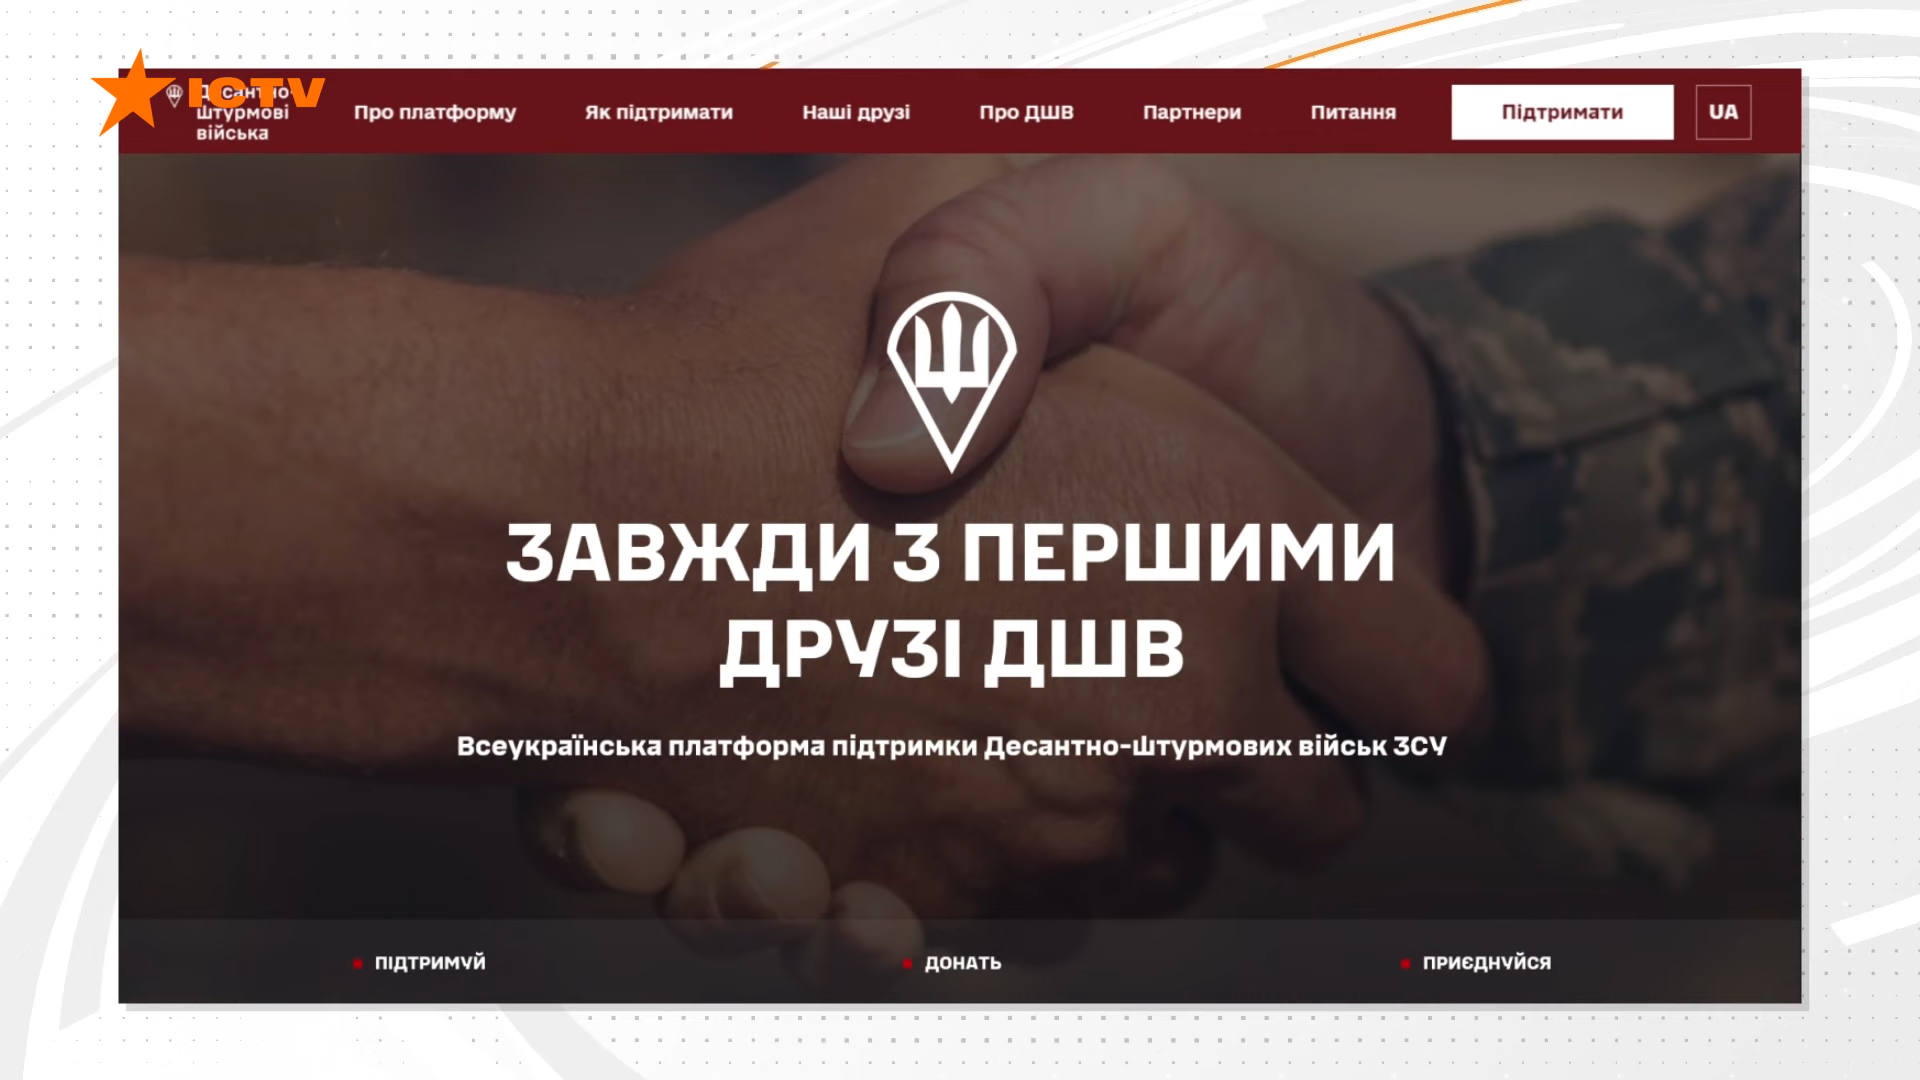 ICTV
Десантно-
штурмові
війська
Про платформу
Як підтримати
Наші друзі
Про ДШВ
Партнери
Питання
Підтримати
UA
ЗАВЖДИ З ПЕРШИМИ
ДРУЗІ ДШВ
Всеукраїнська платформа підтримки Десантно-штурмових військ ЗСУ
ПІДТРИМУЙ
ДОНАТЬ
ПРИЄДНУЙСЯ